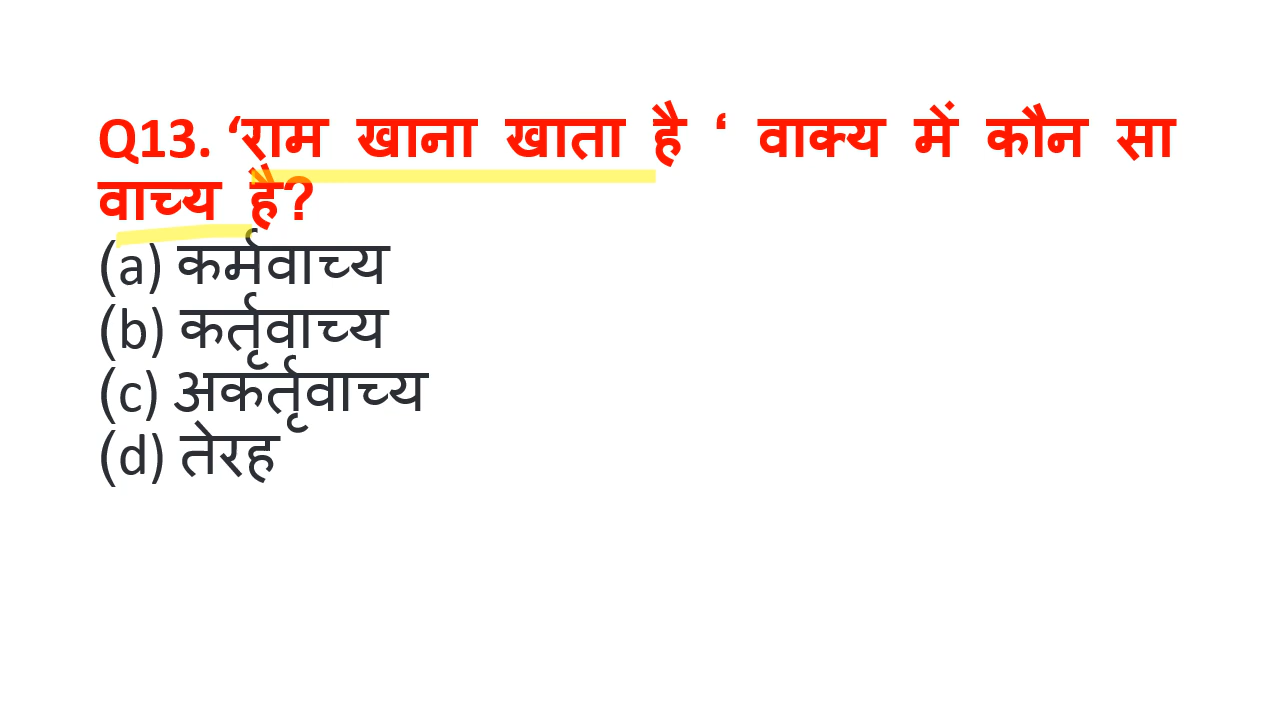 Q13. ‘राम खाना खाता है ‘ वाक्य में कौन सा
वाच्य है?
(a) कर्मवाच्य
(b) कर्तृवाच्य
(c) अकर्तृवाच्य
(d) तेरह